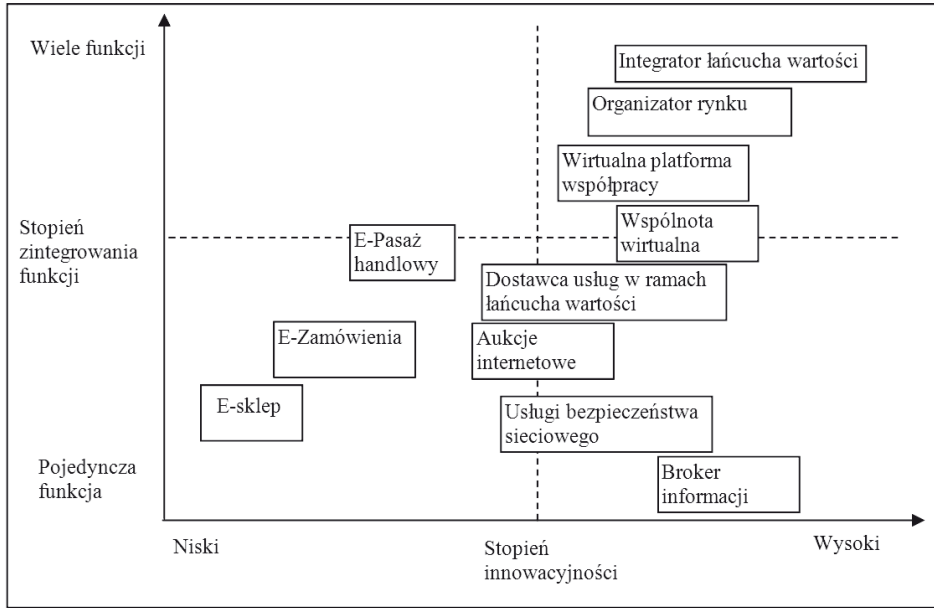 Wiele funkcji
Integrator łańcucha wartości
Organizator rynku
Wirtualna platforma
współpracy
Stopień
zintegrowania
funkcji
E-Pasaż
handlowy
Wspólnota
wirtualna
Dostawca usług w ramach
łańcucha wartości
E-Zamówienia
Aukcje
internetowe
E-sklep
Usługi bezpieczeństwa
sieciowego
Pojedyncza
funkcja
Broker
informacji
Niski
Stopień
innowacyjności
Wysoki